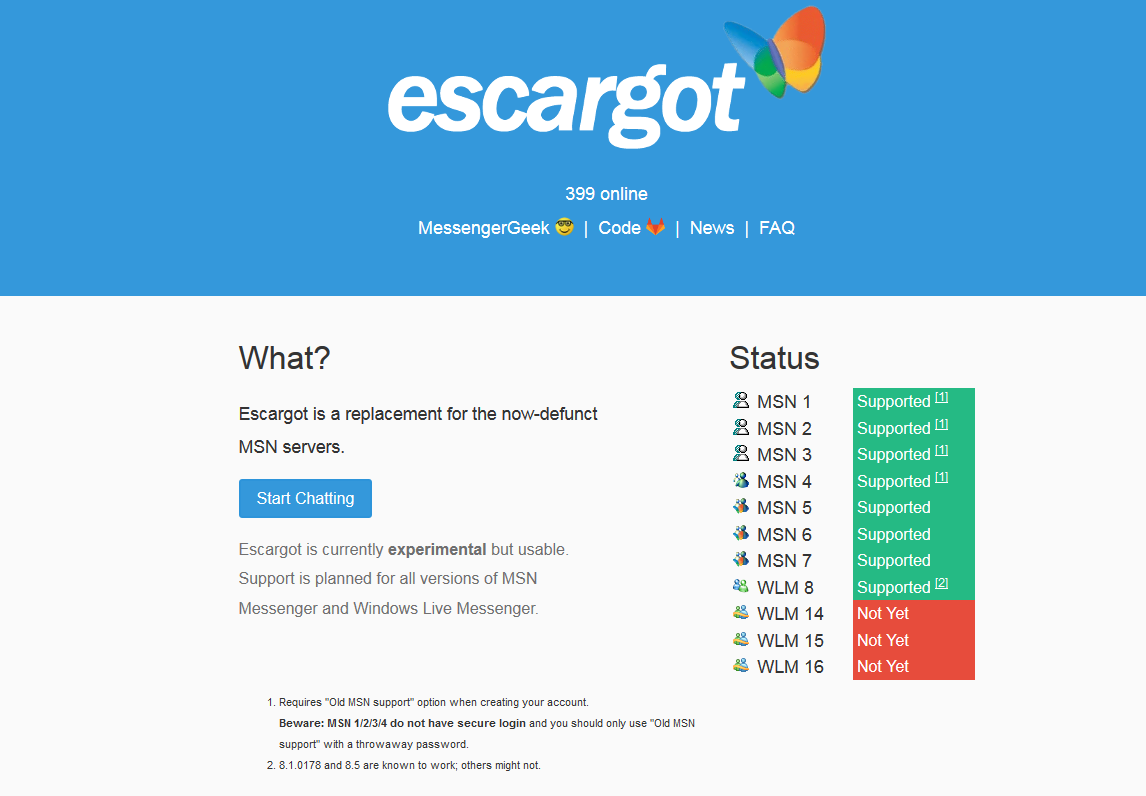 escargot
399 online
MessengerGeek | Code | News | FAQ
What?
Escargot is a replacement for the now-defunct
MSN servers.
Start Chatting
Escargot is currently experimental but usable.
Support is planned for all versions of MSN
Messenger and Windows Live Messenger.
Status
MSN 1 Supported [1]
MSN 2 Supported [1]
MSN 3 Supported [1]
MSN 4 Supported [1]
MSN 5 Supported
MSN 6 Supported
MSN 7 Supported
WLM 8 Supported [2]
WLM 14 Not Yet
WLM 15 Not Yet
WLM 16 Not Yet
1. Requires "Old MSN support" option when creating your account.
Beware: MSN 1/2/3/4 do not have secure login and you should only use "Old MSN
support" with a throwaway password.
2. 8.1.0178 and 8.5 are known to work; others might not.